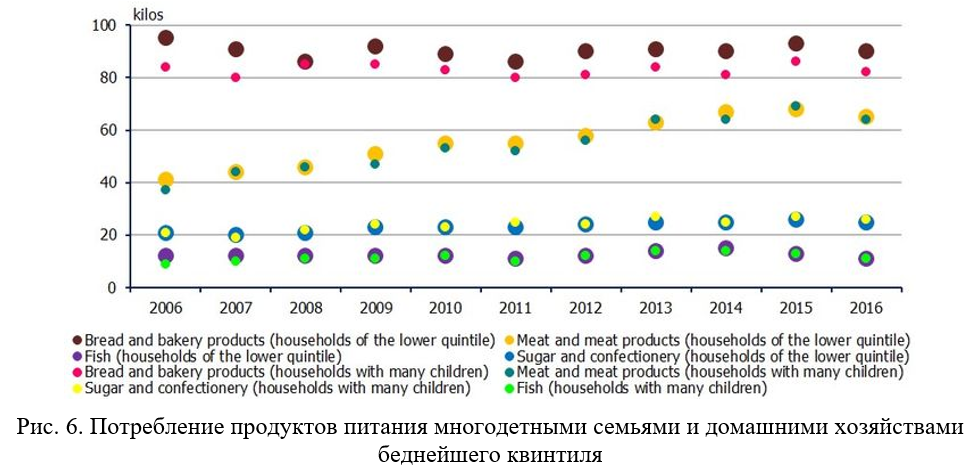 kilos
100
80
60
40
20
0
2006 2007 2008 2009 2010 2011 2012 2013 2014 2015 2016
Bread and bakery products (households of the lower quintile) Meat and meat products (households of the lower quintile)
Fish (households of the lower quintile) Sugar and confectionery (households of the lower quintile)
Bread and bakery products (households with many children) Meat and meat products (households with many children)
Sugar and confectionery (households with many children) Fish (households with many children)
Рис. 6. Потребление продуктов питания многодетными семьями и домашними хозяйствами
беднейшего квинтиля